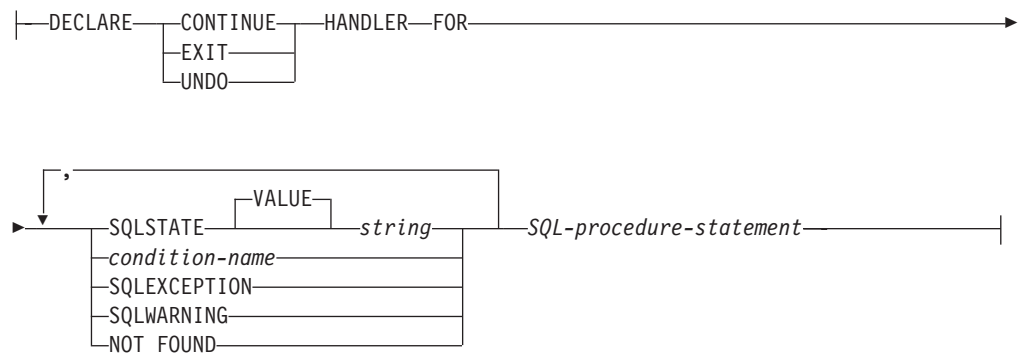 DECLARE CONTINUE HANDLER FOR
EXIT
UNDO
,
VALUE
SQLSTATE string SQL-procedure-statement
condition-name
SQLEXCEPTION
SQLWARNING
NOT FOUND